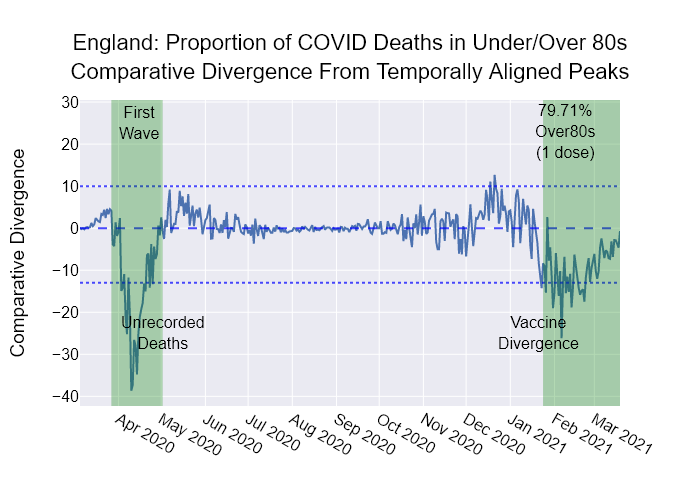 England: Proportion of COVID Deaths in Under/Over 80s
Comparative Divergence From Temporally Aligned Peaks
Comparative Divergence
30
20
10
0
−10
−20
−30
−40
First
Wave
79.71%
Over80s
(1 dose)
Unrecorded
Deaths
Vaccine
Divergence
Apr 2020
May 2020
Jun 2020
Jul 2020
Aug 2020
Sep 2020
Oct 2020
Nov 2020
Dec 2020
Jan 2021
Feb 2021
Mar 2021